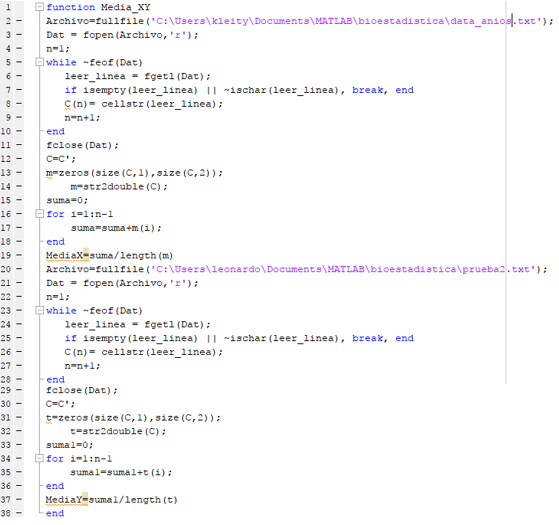 1 function Media_XY
2 Archivo=fullfile('C:\Users\kleity\Documents\MATLAB\bioestadistica\data_anios.txt');
3 Dat = fopen(Archivo,'r');
4 n=1;
5 while ~feof(Dat)
6 leer_linea = fgetl(Dat);
7 if isempty(leer_linea) || ~ischar(leer_linea), break, end
8 C(n)= cellstr(leer_linea);
9 n=n+1;
10 end
11 fclose(Dat);
12 C=C';
13 m=zeros(size(C,1),size(C,2));
14 m=str2double(C);
15 suma=0;
16 for i=1:n-1
17 suma=suma+m(i);
18 end
19 MediaX=suma/length(m)
20 Archivo=fullfile('C:\Users\leonardo\Documents\MATLAB\bioestadistica\prueba2.txt');
21 Dat = fopen(Archivo,'r');
22 n=1;
23 while ~feof(Dat)
24 leer_linea = fgetl(Dat);
25 if isempty(leer_linea) || ~ischar(leer_linea), break, end
26 C(n)= cellstr(leer_linea);
27 n=n+1;
28 end
29 fclose(Dat);
30 C=C';
31 t=zeros(size(C,1),size(C,2));
32 t=str2double(C);
33 suma1=0;
34 for i=1:n-1
35 suma1=suma1+t(i);
36 end
37 MediaY=suma1/length(t)
38 end